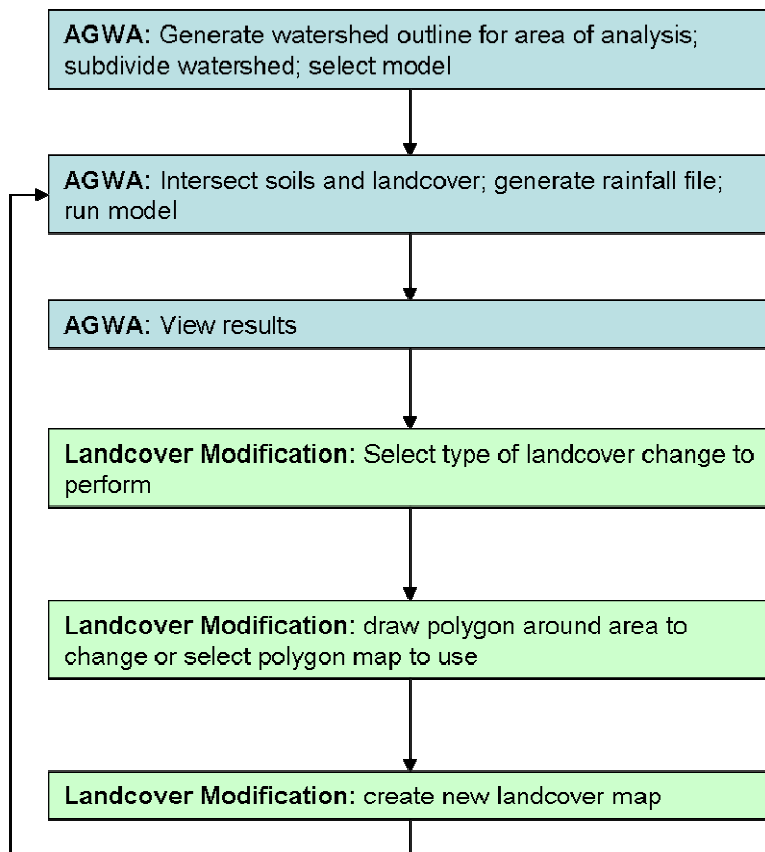 AGWA: Generate watershed outline for area of analysis;
subdivide watershed; select model
AGWA: Intersect soils and landcover; generate rainfall file;
run model
AGWA: View results
Landcover Modification: Select type of landcover change to
perform
Landcover Modification: draw polygon around area to
change or select polygon map to use
Landcover Modification: create new landcover map